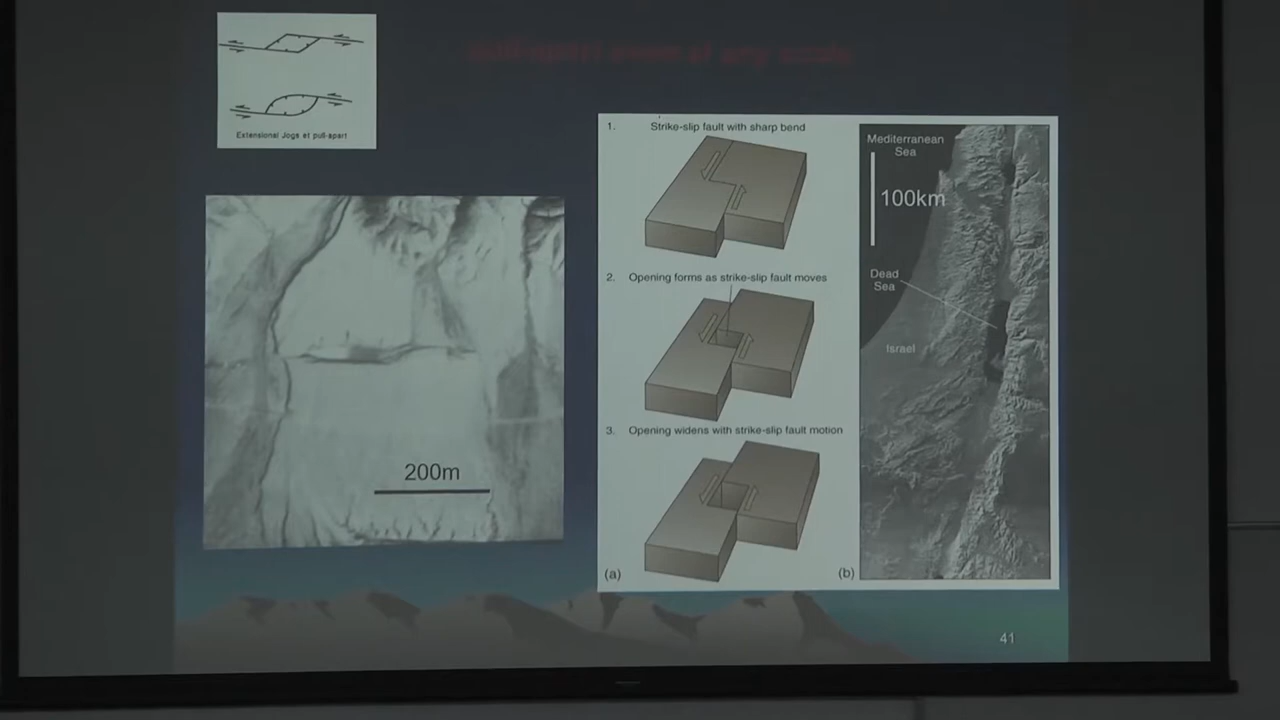 Extensional Jogs et pull-apart
200m
1. Strike-slip fault with sharp bend
2. Opening forms as strike-slip fault moves
3. Opening widens with strike-slip fault motion
(a)
Mediterranean
Sea
100km
Dead
Sea
Israel
(b)
41